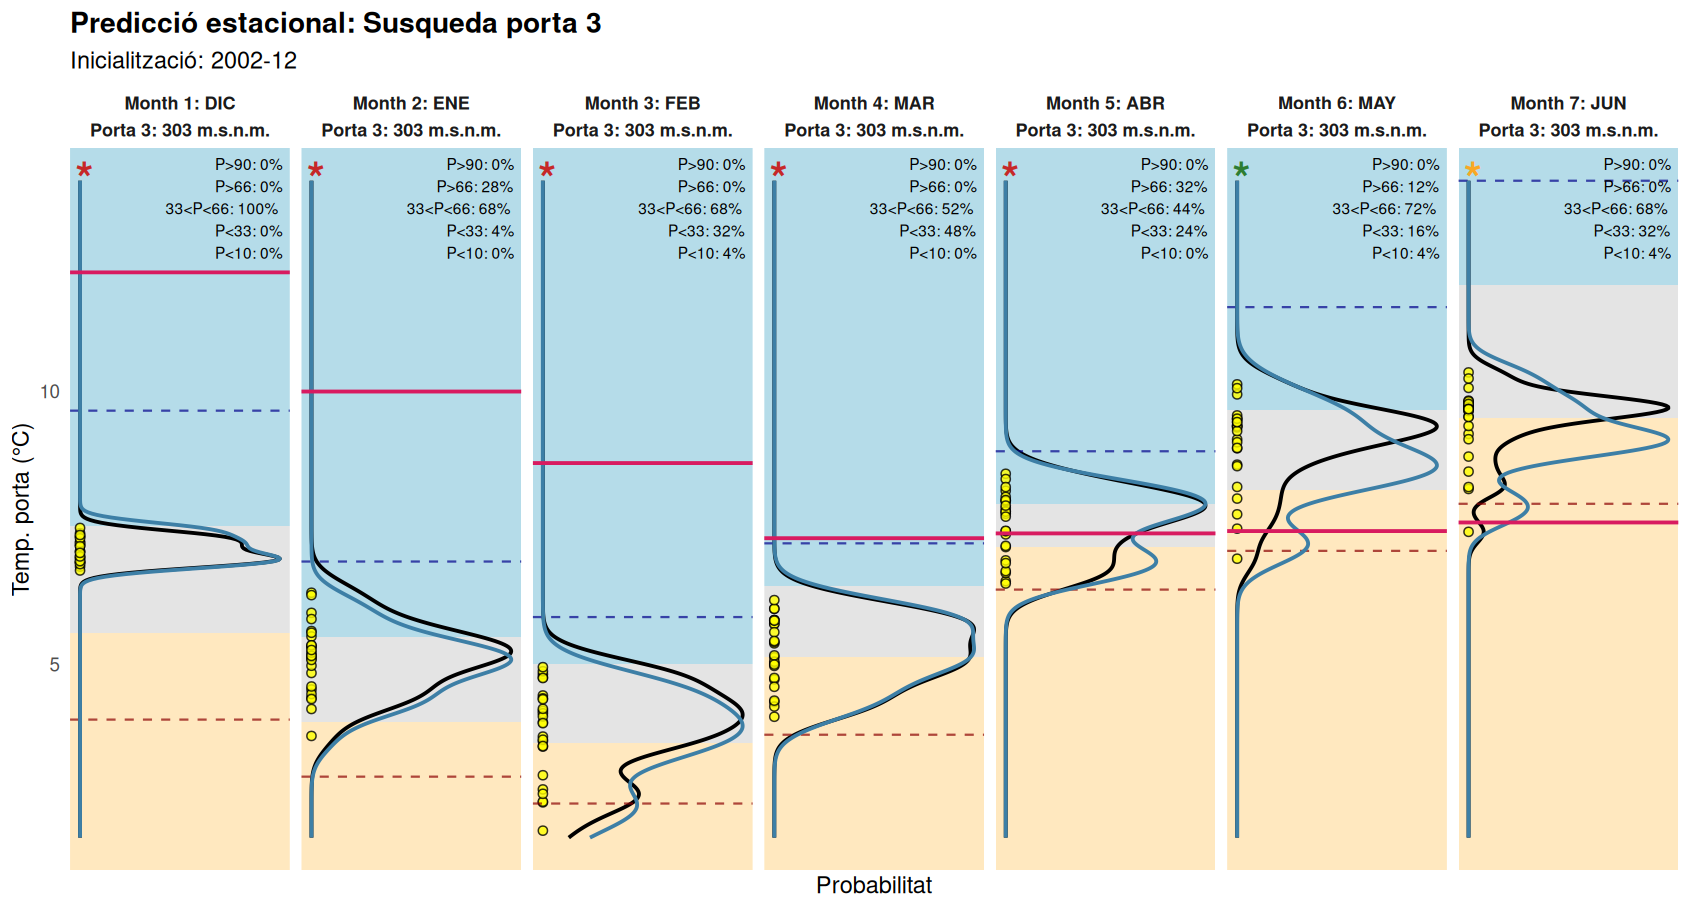 Predicció estacional: Susqueda porta 3
Inicialització: 2002-12
Month 1: DIC
Porta 3: 303 m.s.n.m.
*
P>90: 0%
P>66: 0%
33<P<66: 100%
P<33: 0%
P<10: 0%
Month 2: ENE
Porta 3: 303 m.s.n.m.
*
P>90: 0%
P>66: 28%
33<P<66: 68%
P<33: 4%
P<10: 0%
Month 3: FEB
Porta 3: 303 m.s.n.m.
*
P>90: 0%
P>66: 0%
33<P<66: 68%
P<33: 32%
P<10: 4%
Month 4: MAR
Porta 3: 303 m.s.n.m.
*
P>90: 0%
P>66: 0%
33<P<66: 52%
P<33: 48%
P<10: 0%
Month 5: ABR
Porta 3: 303 m.s.n.m.
*
P>90: 0%
P>66: 32%
33<P<66: 44%
P<33: 24%
P<10: 0%
Month 6: MAY
Porta 3: 303 m.s.n.m.
*
P>90: 0%
P>66: 12%
33<P<66: 72%
P<33: 16%
P<10: 4%
Month 7: JUN
Porta 3: 303 m.s.n.m.
*
P>90: 0%
P>66: 0%
33<P<66: 68%
P<33: 32%
P<10: 4%
10
5
Temp. porta (°C)
Probabilitat